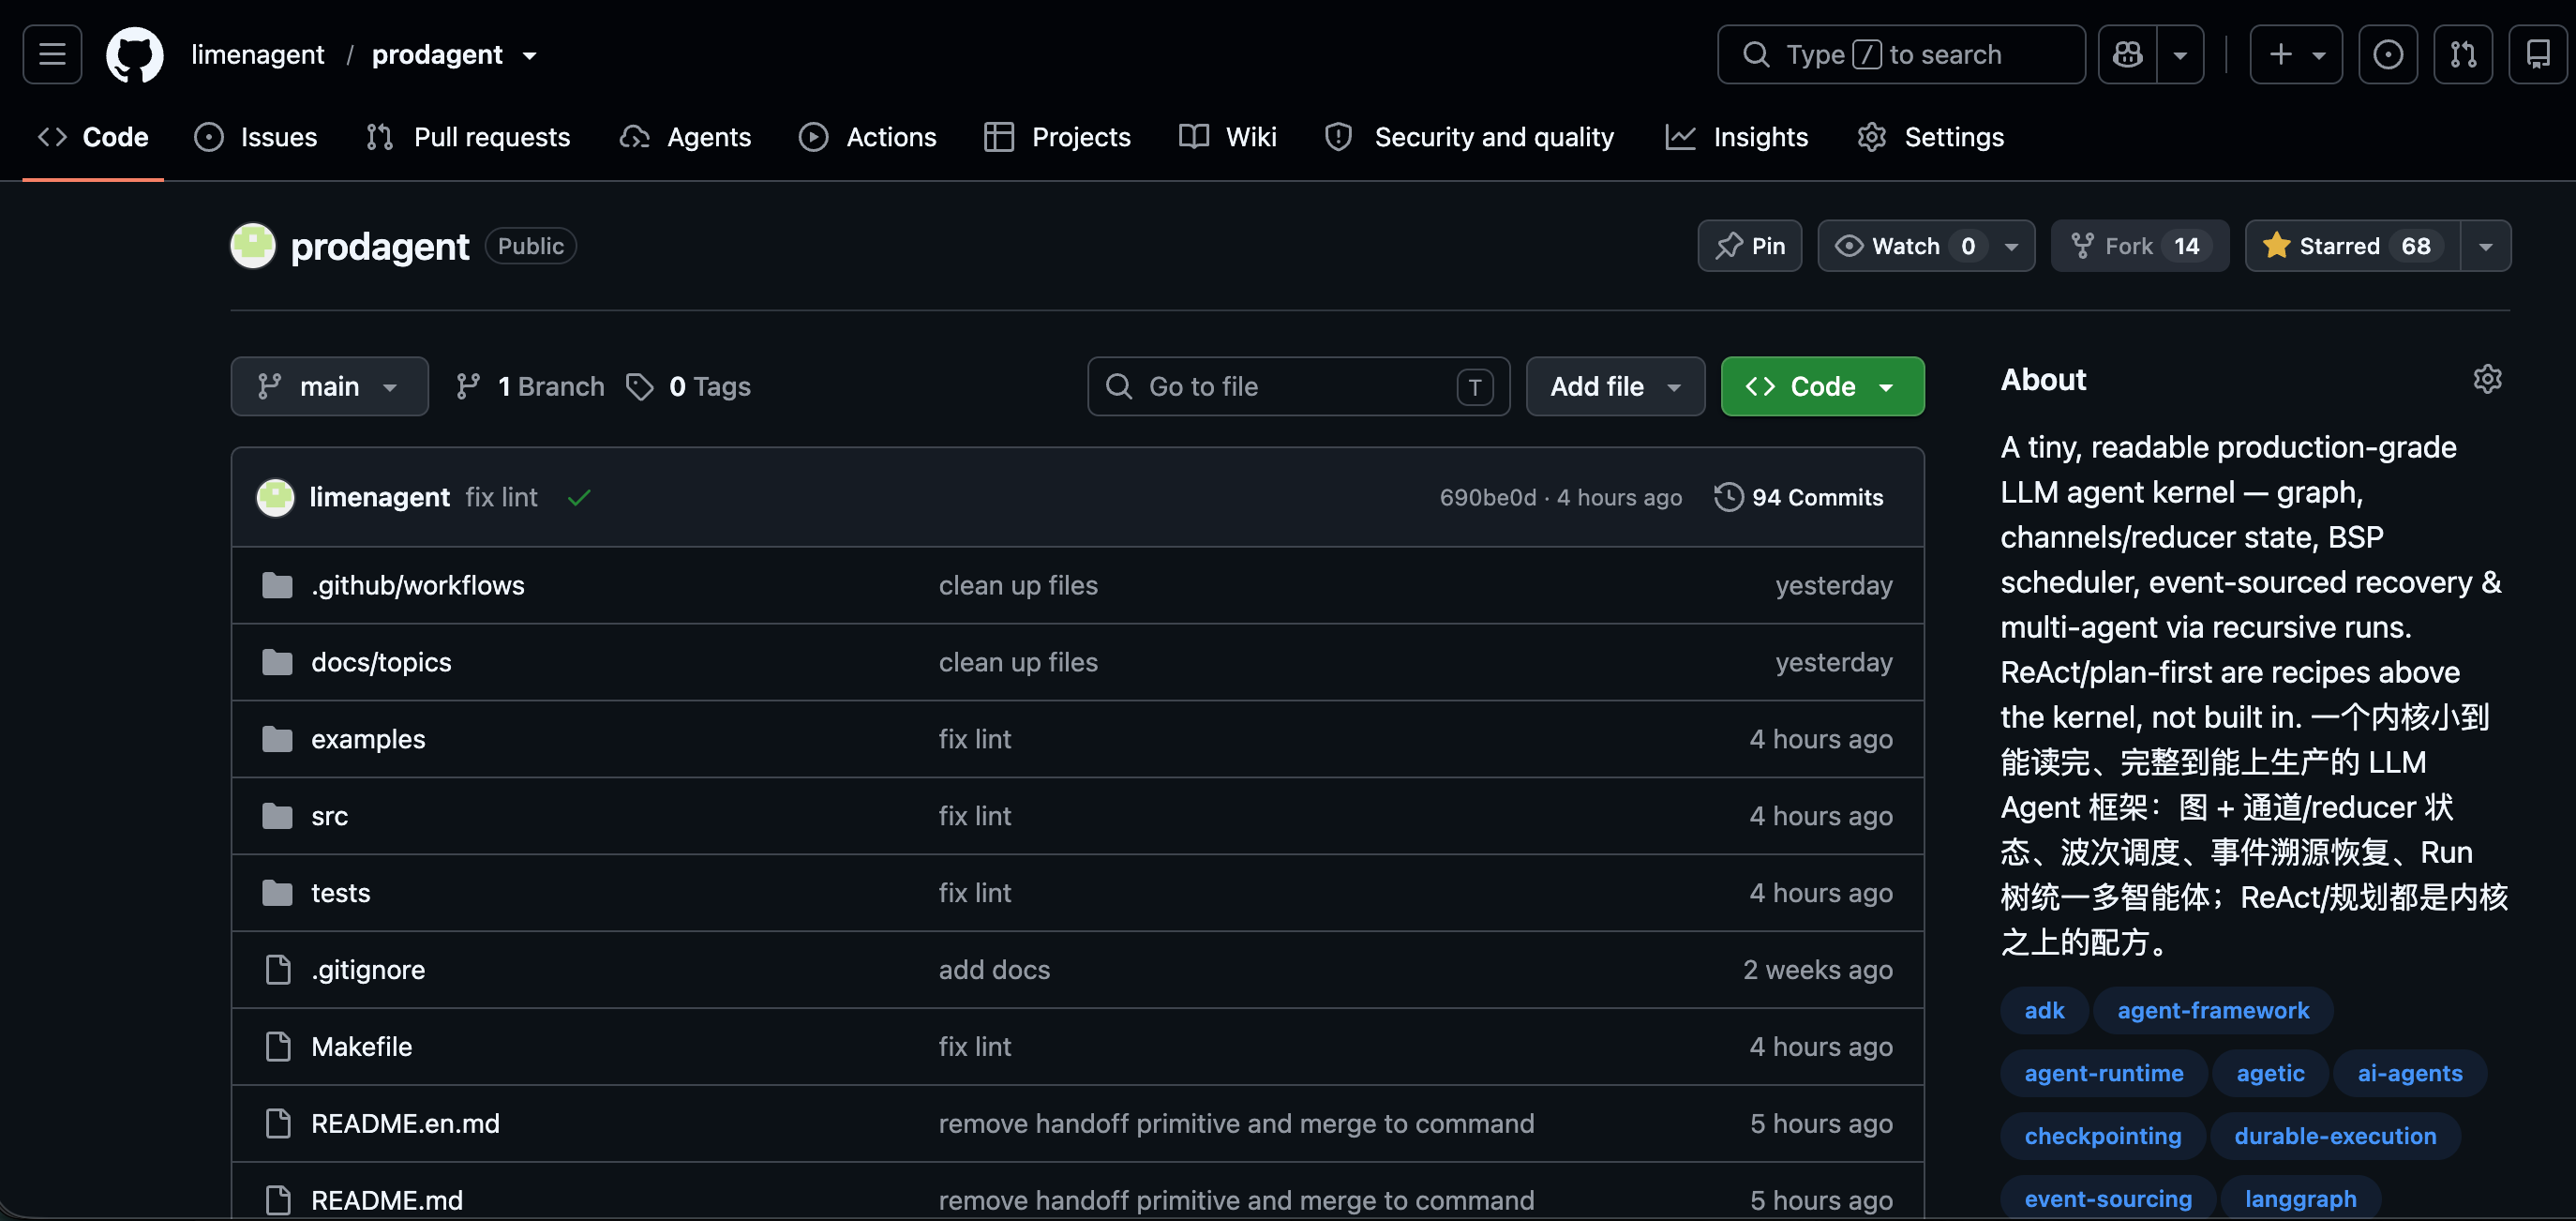 limenagent / prodagent
Type / to search
Code Issues Pull requests Agents Actions Projects Wiki Security and quality Insights Settings
prodagent Public
Pin Watch 0 Fork 14 Starred 68
main 1 Branch 0 Tags Go to file T Add file Code
limenagent fix lint 690be0d · 4 hours ago 94 Commits
.github/workflows clean up files yesterday
docs/topics clean up files yesterday
examples fix lint 4 hours ago
src fix lint 4 hours ago
tests fix lint 4 hours ago
.gitignore add docs 2 weeks ago
Makefile fix lint 4 hours ago
README.en.md remove handoff primitive and merge to command 5 hours ago
README.md remove handoff primitive and merge to command 5 hours ago
About
A tiny, readable production-grade
LLM agent kernel — graph,
channels/reducer state, BSP
scheduler, event-sourced recovery &
multi-agent via recursive runs.
ReAct/plan-first are recipes above
the kernel, not built in. 一个内核小到
能读完、完整到能上生产的 LLM
Agent 框架：图 + 通道/reducer 状
态、波次调度、事件溯源恢复、Run
树统一多智能体；ReAct/规划都是内核
之上的配方。
adk agent-framework
agent-runtime agetic ai-agents
checkpointing durable-execution
event-sourcing langgraph